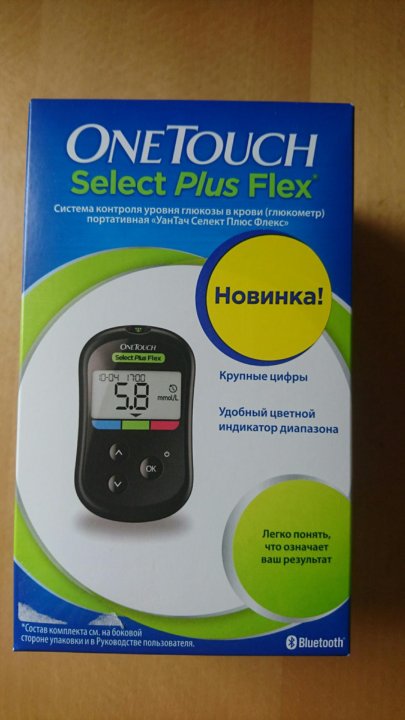 ONETOUCH
Select Plus Flex®
Система контроля уровня глюкозы в крови (глюкометр)
портативная «УанТач Селект Плюс Флекс»
Новинка!
ONETOUCH
Select Plus Flex
10-04 17:00
5.8
mmol/L
OK
Крупные цифры
Удобный цветной
индикатор диапазона
Легко понять,
что означает
ваш результат
*Состав комплекта см. на боковой
стороне упаковки и в Руководстве пользователя.
Bluetooth®